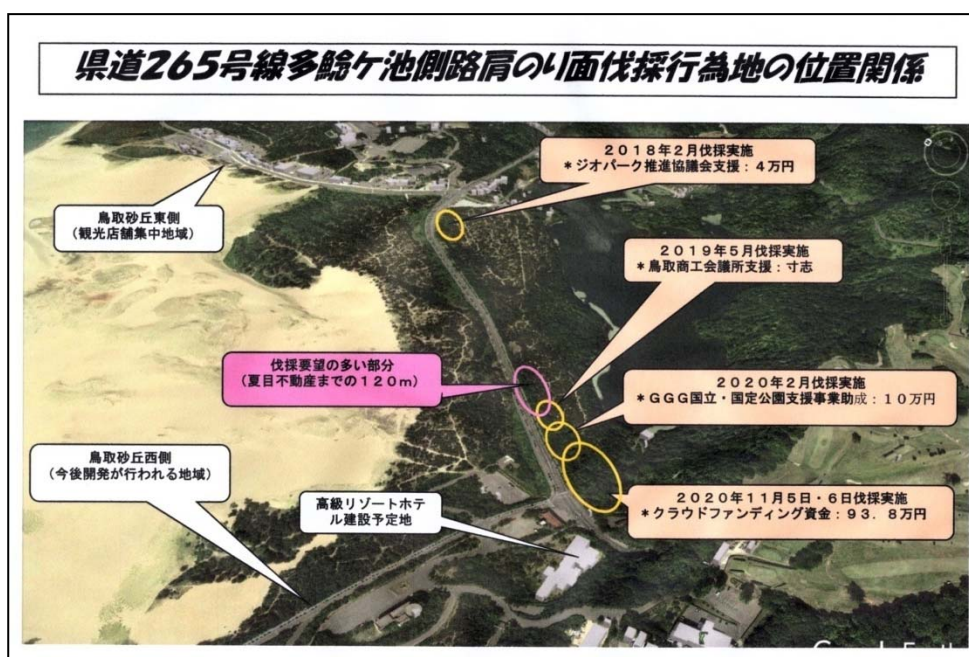 県道265号線多鯰ケ池側路肩のり面伐採行為地の位置関係
2018年2月伐採実施
*ジオパーク推進協議会支援:4万円
鳥取砂丘東側
(観光店舗集中地域)
2019年5月伐採実施
*鳥取商工会議所支援:寸志
伐採要望の多い部分
(夏目不動産までの120m)
2020年2月伐採実施
*GGG国立・国定公園支援事業助成:10万円
鳥取砂丘西側
(今後開発が行われる地域)
高級リゾートホテ
ル建設予定地
2020年11月5日・6日伐採実施
*クラウドファンディング資金:93.8万円